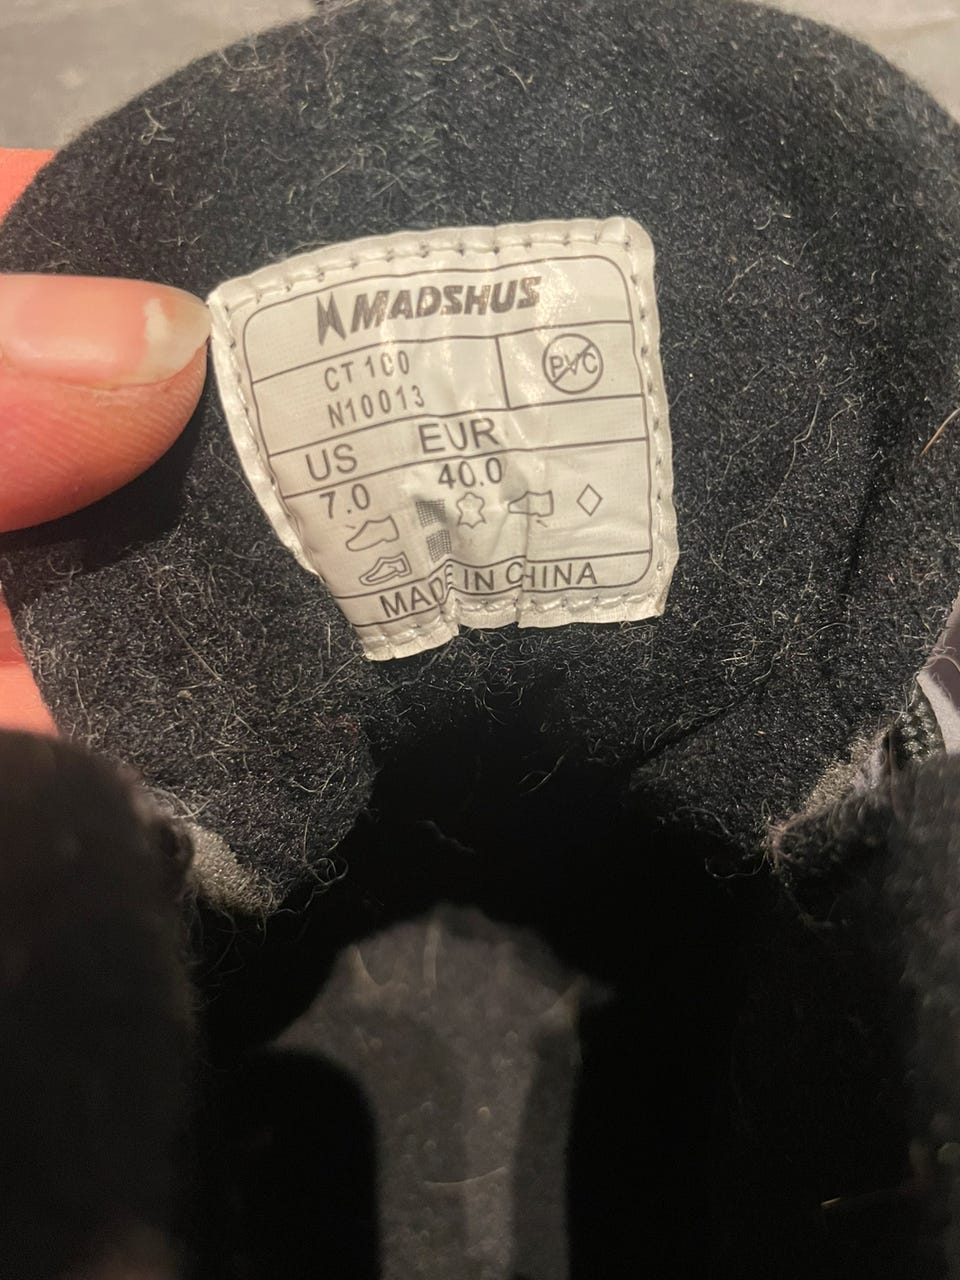 MADSHUS
CT 100
N10013
PVC
US EUR
7.0 40.0
MADE IN CHINA